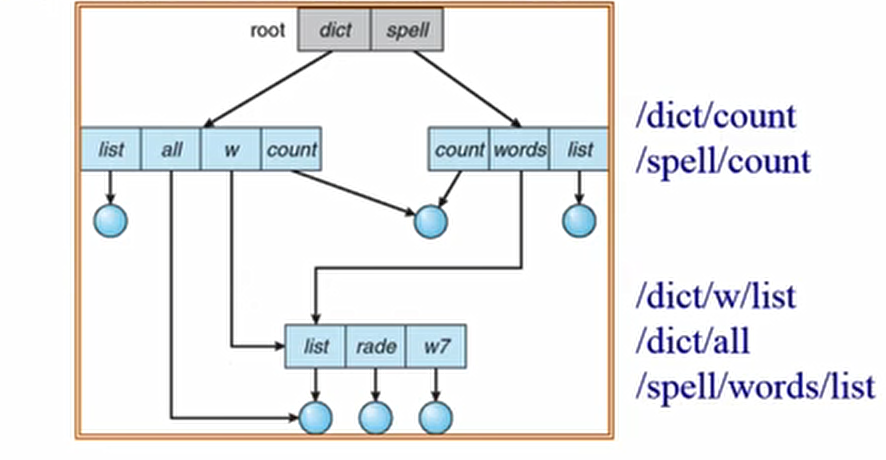 root dict spell
list all w count count words list
/dict/count
/spell/count
/dict/w/list
list rade w7
/dict/all
/spell/words/list